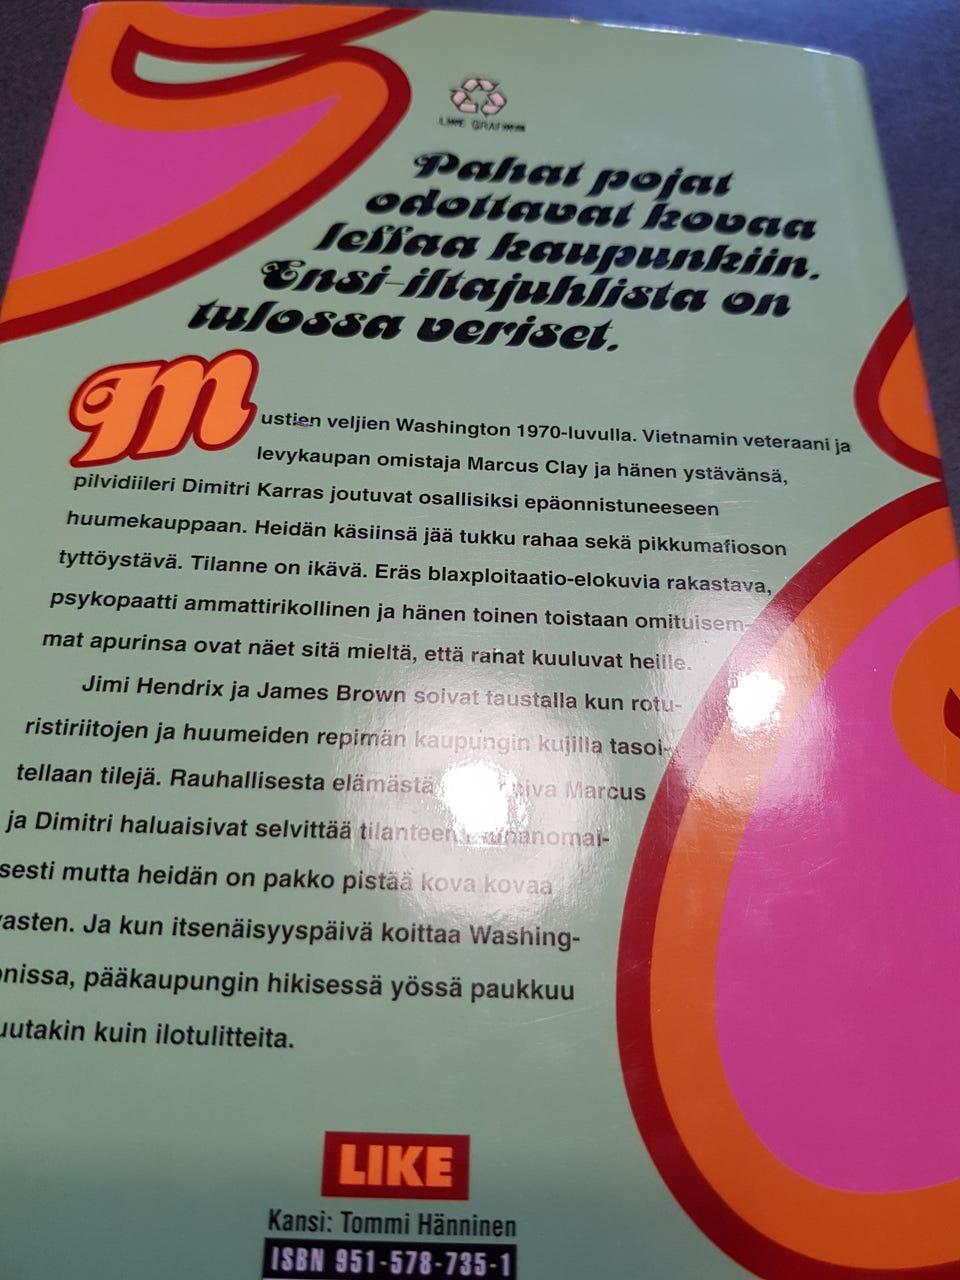 LIKE
Pahat pojat
odottavat kovaa
leffaa kaupunkiin.
Ensi-iltajuhlista on
tulossa veriset.
Mustien veljien Washington 1970-luvulla. Vietnamin veteraani ja
levykaupan omistaja Marcus Clay ja hänen ystävänsä,
pilvidiileri Dimitri Karras joutuvat osallisiksi epäonnistuneeseen
huumekauppaan. Heidän käsiinsä jää tukku rahaa sekä pikkumafioson
tyttöystävä. Tilanne on ikävä. Eräs blaxploitaatio-elokuvia rakastava,
psykopaatti ammattirikollinen ja hänen toinen toistaan omituisem-
mat apurinsa ovat näet sitä mieltä, että rahat kuuluvat heille.
Jimi Hendrix ja James Brown soivat taustalla kun rotu-
ristiriitojen ja huumeiden repimän kaupungin kujilla tasoi-
tellaan tilejä. Rauhallisesta elämästä Marcus
ja Dimitri haluaisivat selvittää tilanteen
sesti mutta heidän on pakko pistää kova kovaa
vasten. Ja kun itsenäisyyspäivä koittaa Washing-
nissa, pääkaupungin hikisessä yössä paukkuu
uutakin kuin ilotulitteita.
LIKE
Kansi: Tommi Hänninen
ISBN 951-578-735-1